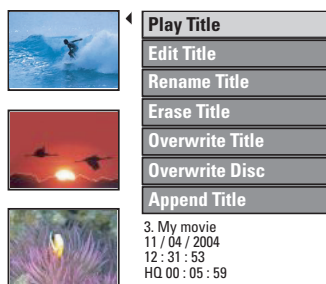 Play Title
Edit Title
Rename Title
Erase Title
Overwrite Title
Overwrite Disc
Append Title
3. My movie
11 / 04 / 2004
12 : 31 : 53
HQ 00 : 05 : 59